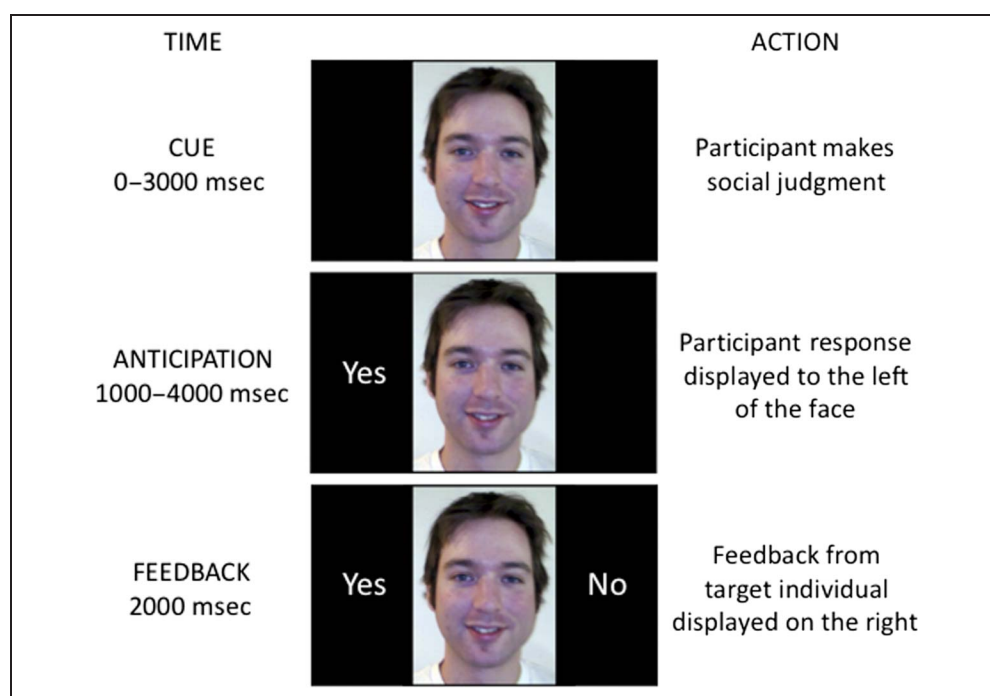 TIME
ACTION
CUE
0–3000 msec
Participant makes
social judgment
ANTICIPATION
1000–4000 msec
Yes
Participant response
displayed to the left
of the face
FEEDBACK
2000 msec
Yes
No
Feedback from
target individual
displayed on the right